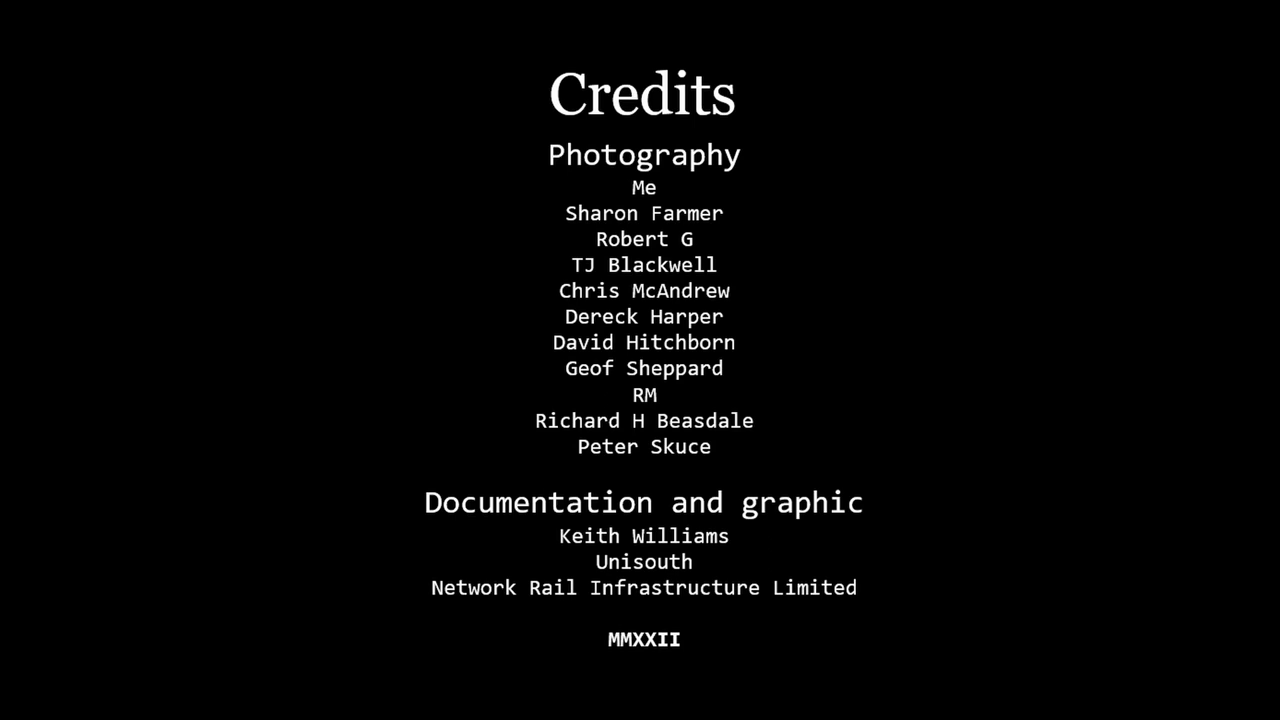 Credits
Photography
Me
Sharon Farmer
Robert G
TJ Blackwell
Chris McAndrew
Dereck Harper
David Hitchborn
Geof Sheppard
RM
Richard H Beasdale
Peter Skuce
Documentation and graphic
Keith Williams
Unisouth
Network Rail Infrastructure Limited
MMXXII